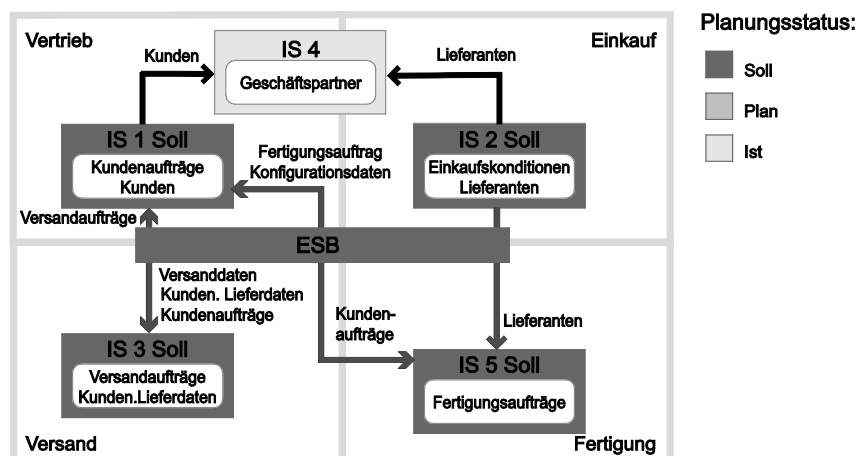 Vertrieb
Einkauf
Planungsstatus:
Soll
Plan
Ist
IS 4
Geschäftspartner
Kunden
Lieferanten
IS 1 Soll
Kundenaufträge
Kunden
IS 2 Soll
Einkaufskonditionen
Lieferanten
Fertigungsauftrag
Konfigurationsdaten
Versandaufträge
ESB
Versanddaten
Kunden. Lieferdaten
Kundenaufträge
Kunden-
aufträge
Lieferanten
IS 3 Soll
Versandaufträge
Kunden.Lieferdaten
IS 5 Soll
Fertigungsaufträge
Versand
Fertigung